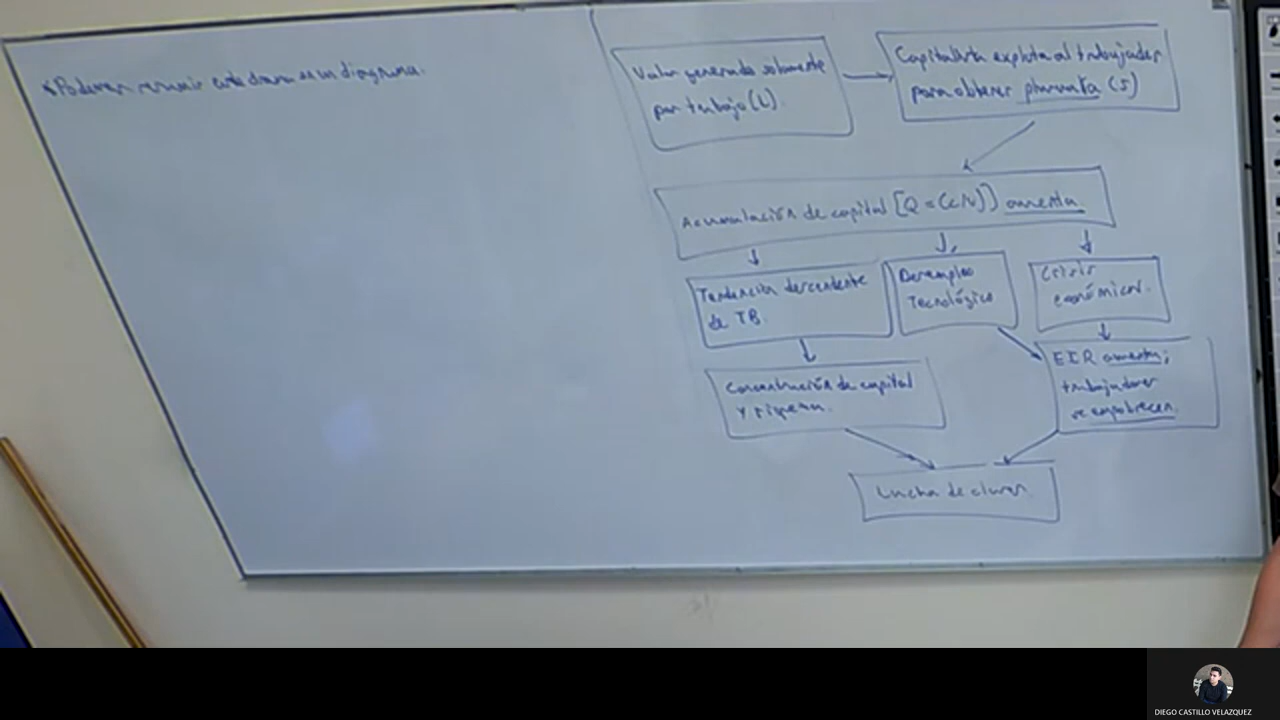 *Podemos resumir este drama en un diagrama.
Valor generado solamente
por trabajo (L)
Capitalista explota al trabajador
para obtener plusvalía (S)
Acumulación de capital [Q = (C/V)] aumenta
Tendencia descendente
de TB.
Desempleo
Tecnológico
Crisis
económicas.
Concentración de capital
y riqueza.
EIR aumenta;
trabajadores
se empobrecen.
Lucha de clases
DIEGO CASTILLO VELAZQUEZ